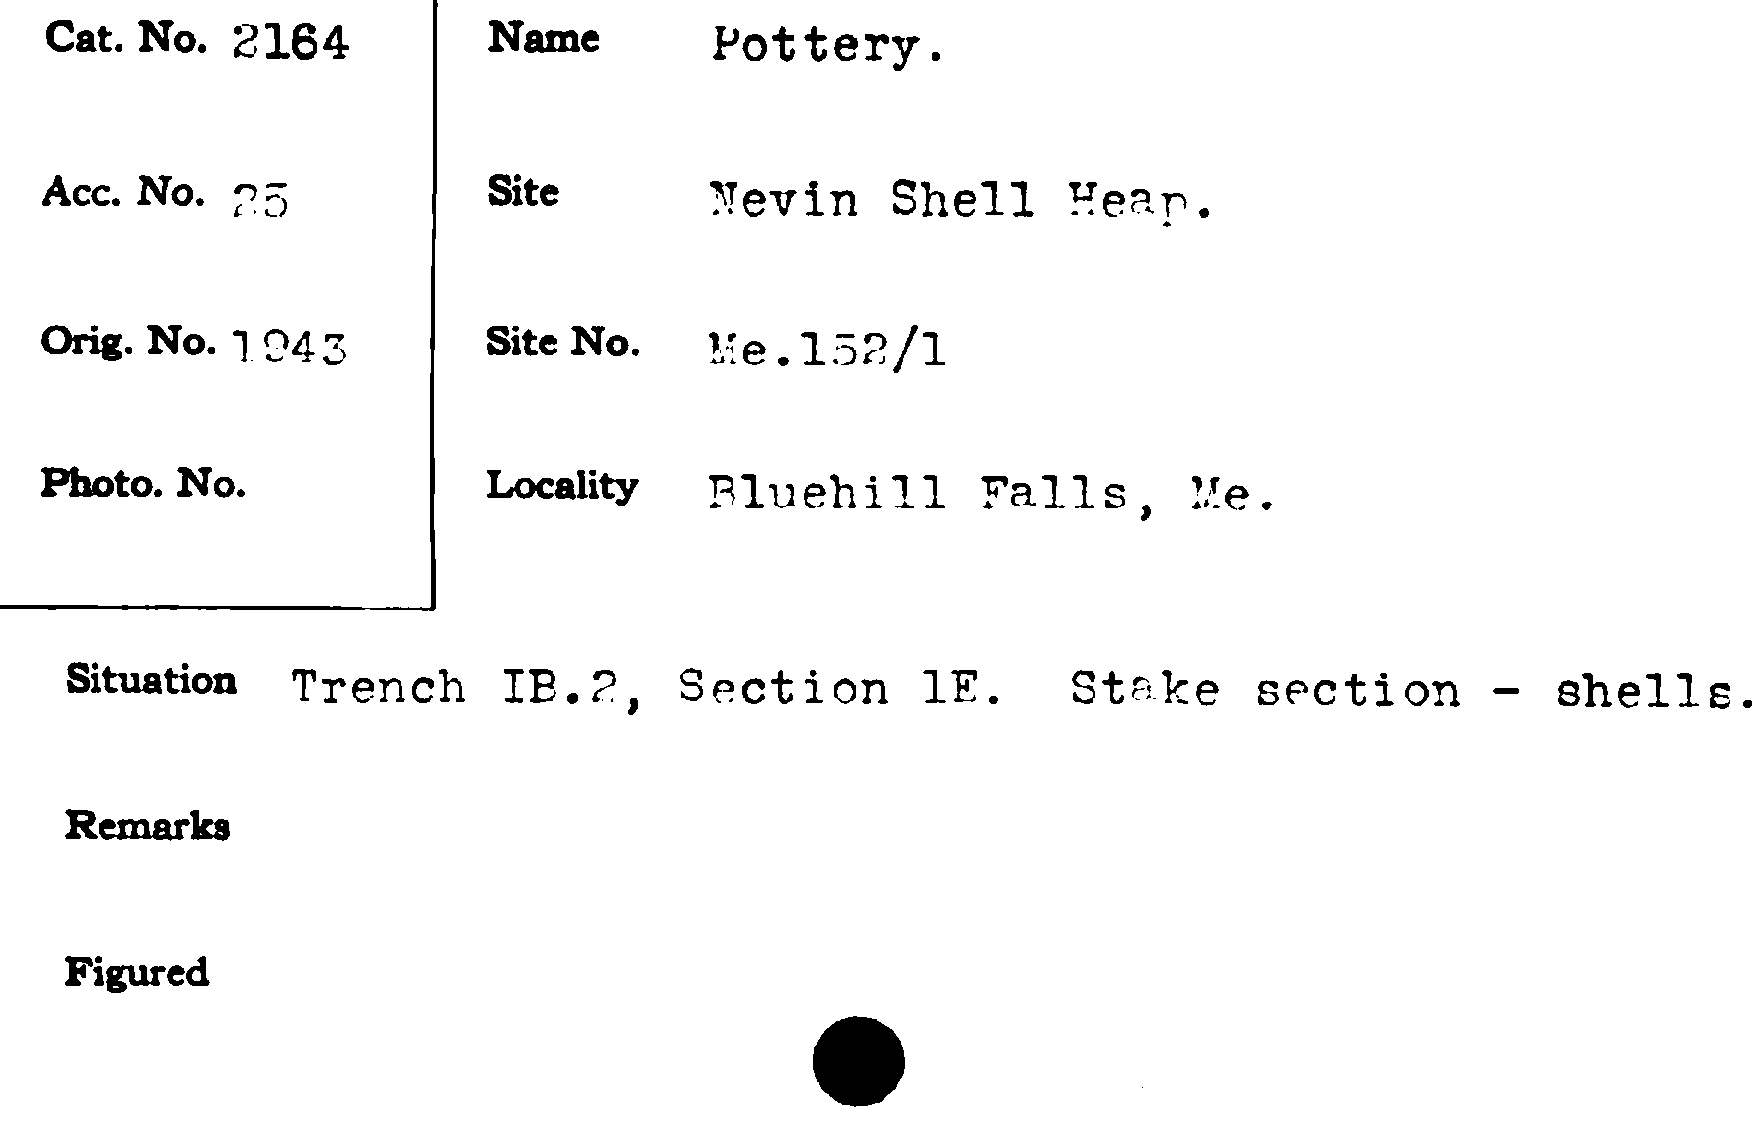 Cat. No. 2164 Name Pottery.
Acc. No. 25 Site Nevin Shell Heap.
Orig. No. 1943 Site No. Me.152/1
Photo. No. Locality Bluehill Falls, Me.
Situation Trench IB.2, Section 1E. Stake section - shells.
Remarks
Figured